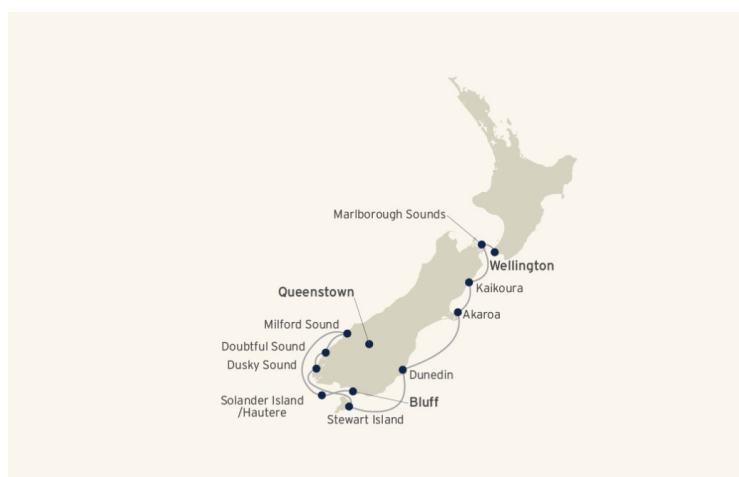 Marlborough Sounds
Wellington
Kaikoura
Queenstown
Akaroa
Milford Sound
Doubtful Sound
Dusky Sound
Dunedin
Solander Island
/Hautere
Bluff
Stewart Island